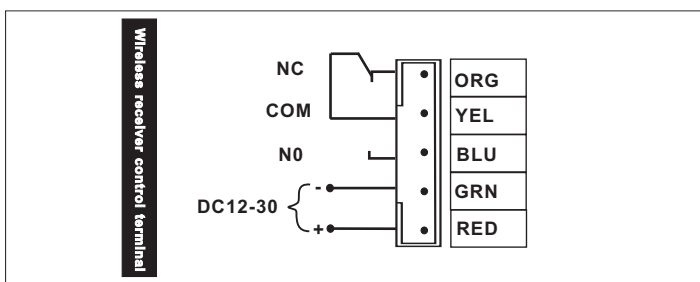 Wireless receiver control terminal
NC
ORG
COM
YEL
N0
BLU
DC12-30
-
GRN
+
RED